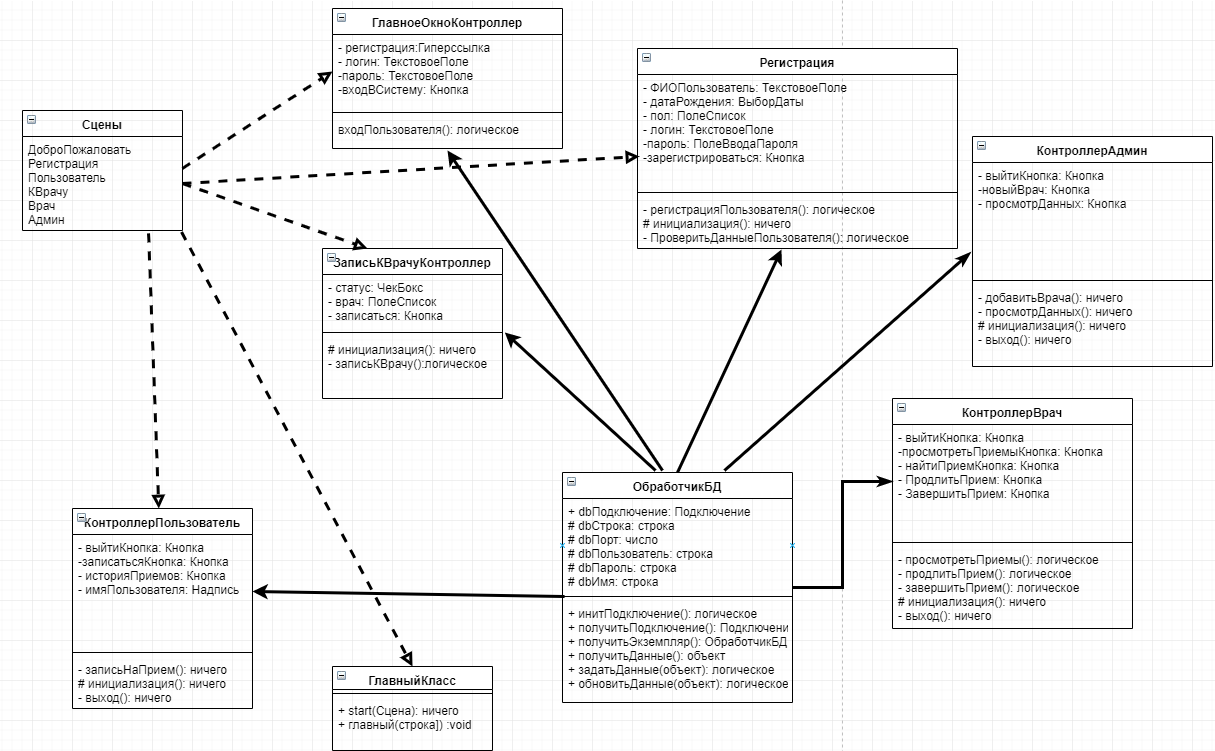 ГлавноеОкноКонтроллер
- регистрация:Гиперссылка
- логин: ТекстовоеПоле
-пароль: ТекстовоеПоле
-входВСистему: Кнопка
входПользователя(): логическое
Регистрация
- ФИОПользователь: ТекстовоеПоле
- датаРождения: ВыборДаты
- пол: ПолеСписок
- логин: ТекстовоеПоле
-пароль: ПолеВводаПароля
-зарегистрироваться: Кнопка
- регистрацияПользователя(): логическое
# инициализация(): ничего
- ПроверитьДанныеПользователя(): логическое
Сцены
ДоброПожаловать
Регистрация
Пользователь
КВрачу
Врач
Админ
КонтроллерАдмин
- выйтиКнопка: Кнопка
-новыйВрач: Кнопка
- просмотрДанных: Кнопка
- добавитьВрача(): ничего
- просмотрДанных(): ничего
# инициализация(): ничего
- выход(): ничего
ЗаписьКВрачуКонтроллер
- статус: ЧекБокс
- врач: ПолеСписок
- записаться: Кнопка
# инициализация(): ничего
- записьКВрачу():логическое
КонтроллерВрач
- выйтиКнопка: Кнопка
-просмотретьПриемыКнопка: Кнопка
- найтиПриемКнопка: Кнопка
- ПродлитьПрием: Кнопка
- ЗавершитьПрием: Кнопка
- просмотретьПриемы(): логическое
- продлитьПрием(): логическое
- завершитьПрием(): логическое
# инициализация(): ничего
- выход(): ничего
ОбработчикБД
+ dbПодключение: Подключение
# dbСтрока: строка
# dbПорт: число
# dbПользователь: строка
# dbПароль: строка
# dbИмя: строка
+ инитПодключение(): логическое
+ получитьПодключение(): Подключени
+ получитьЭкземпляр(): ОбработчикБД
+ получитьДанные(): объект
+ задатьДанные(объект): логическое
+ обновитьДанные(объект): логическое
КонтроллерПользователь
- выйтиКнопка: Кнопка
-записатьсяКнопка: Кнопка
- историяПриемов: Кнопка
- имяПользователя: Надпись
- записьНаПрием(): ничего
# инициализация(): ничего
- выход(): ничего
ГлавныйКласс
+ start(Сцена): ничего
+ главный(строка]) :void